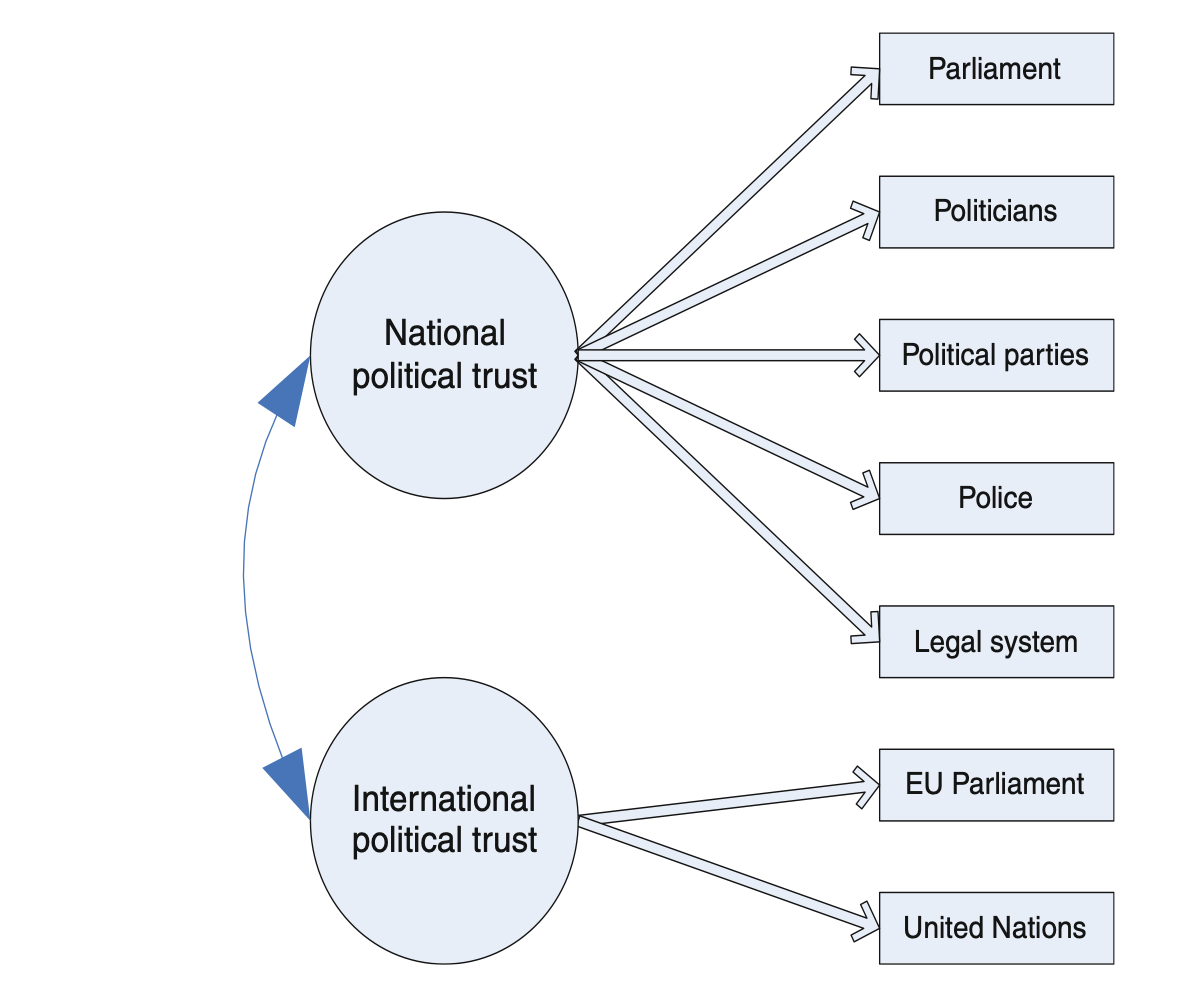 Parliament
Politicians
National
political trust
Political parties
Police
Legal system
International
political trust
EU Parliament
United Nations